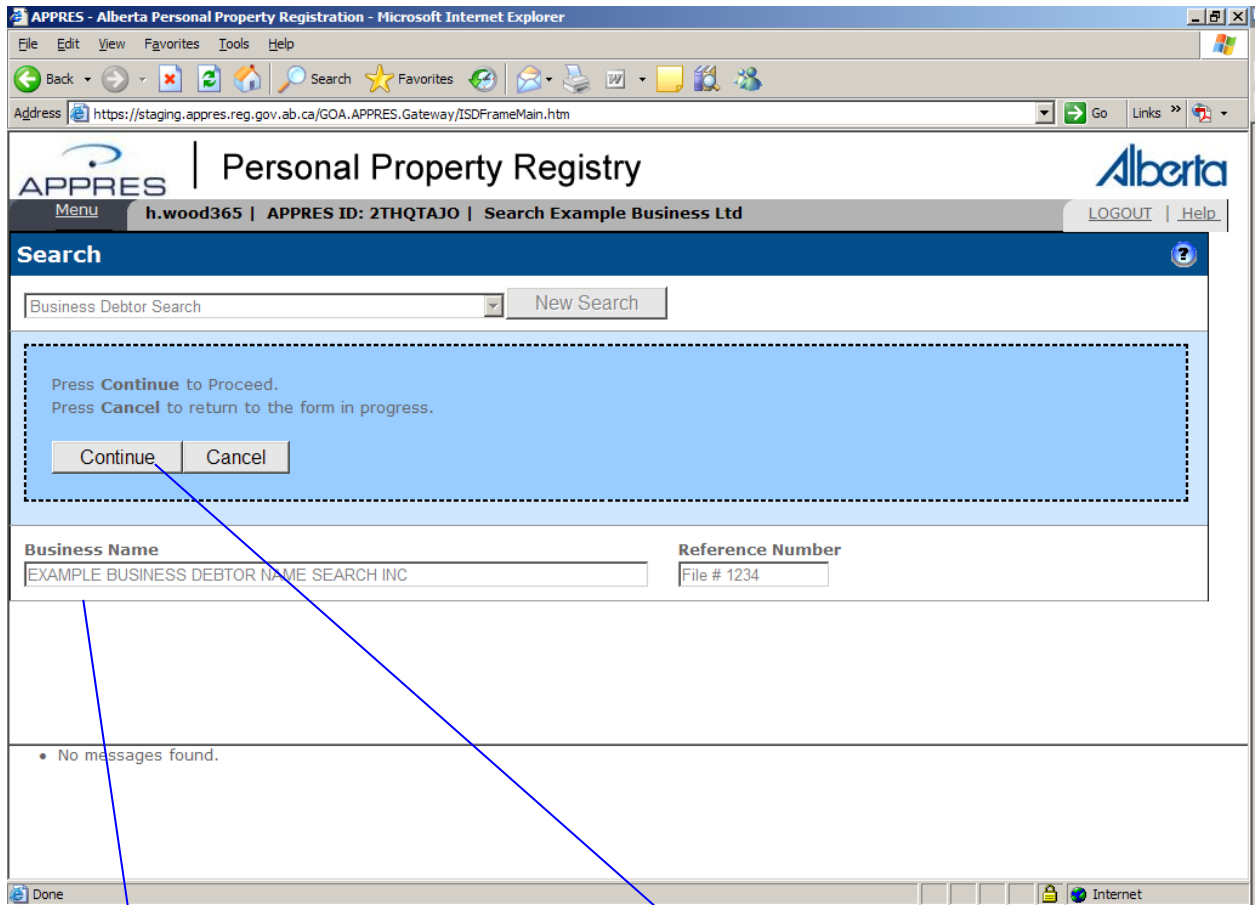 APPRES - Alberta Personal Property Registration - Microsoft Internet Explorer
File Edit View Favorites Tools Help
Back Search Favorites
Address https://staging.appres.reg.gov.ab.ca/GOA.APPRES.Gateway/ISDFrameMain.htm Go Links »
APPRES | Personal Property Registry Alberta
Menu h.wood365 | APPRES ID: 2THQTAJO | Search Example Business Ltd LOGOUT | Help
Search ?
Business Debtor Search New Search
Press Continue to Proceed.
Press Cancel to return to the form in progress.
Continue Cancel
Business Name Reference Number
EXAMPLE BUSINESS DEBTOR NAME SEARCH INC File # 1234
• No messages found.
Done Internet